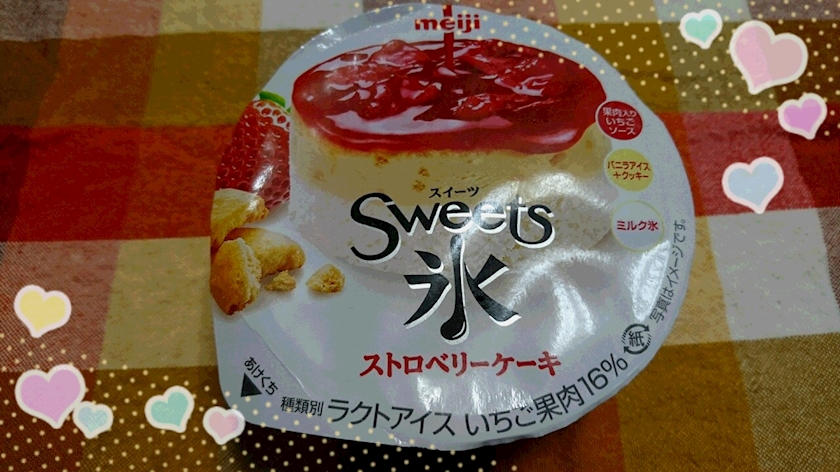 meiji
果肉入り
いちご
ソース
バニラアイス
+クッキー
ミルク氷
スイーツ
Sweets
氷
ストロベリーケーキ
あけくち
種類別 ラクトアイス いちご果肉16%
紙
写真はイメージです。